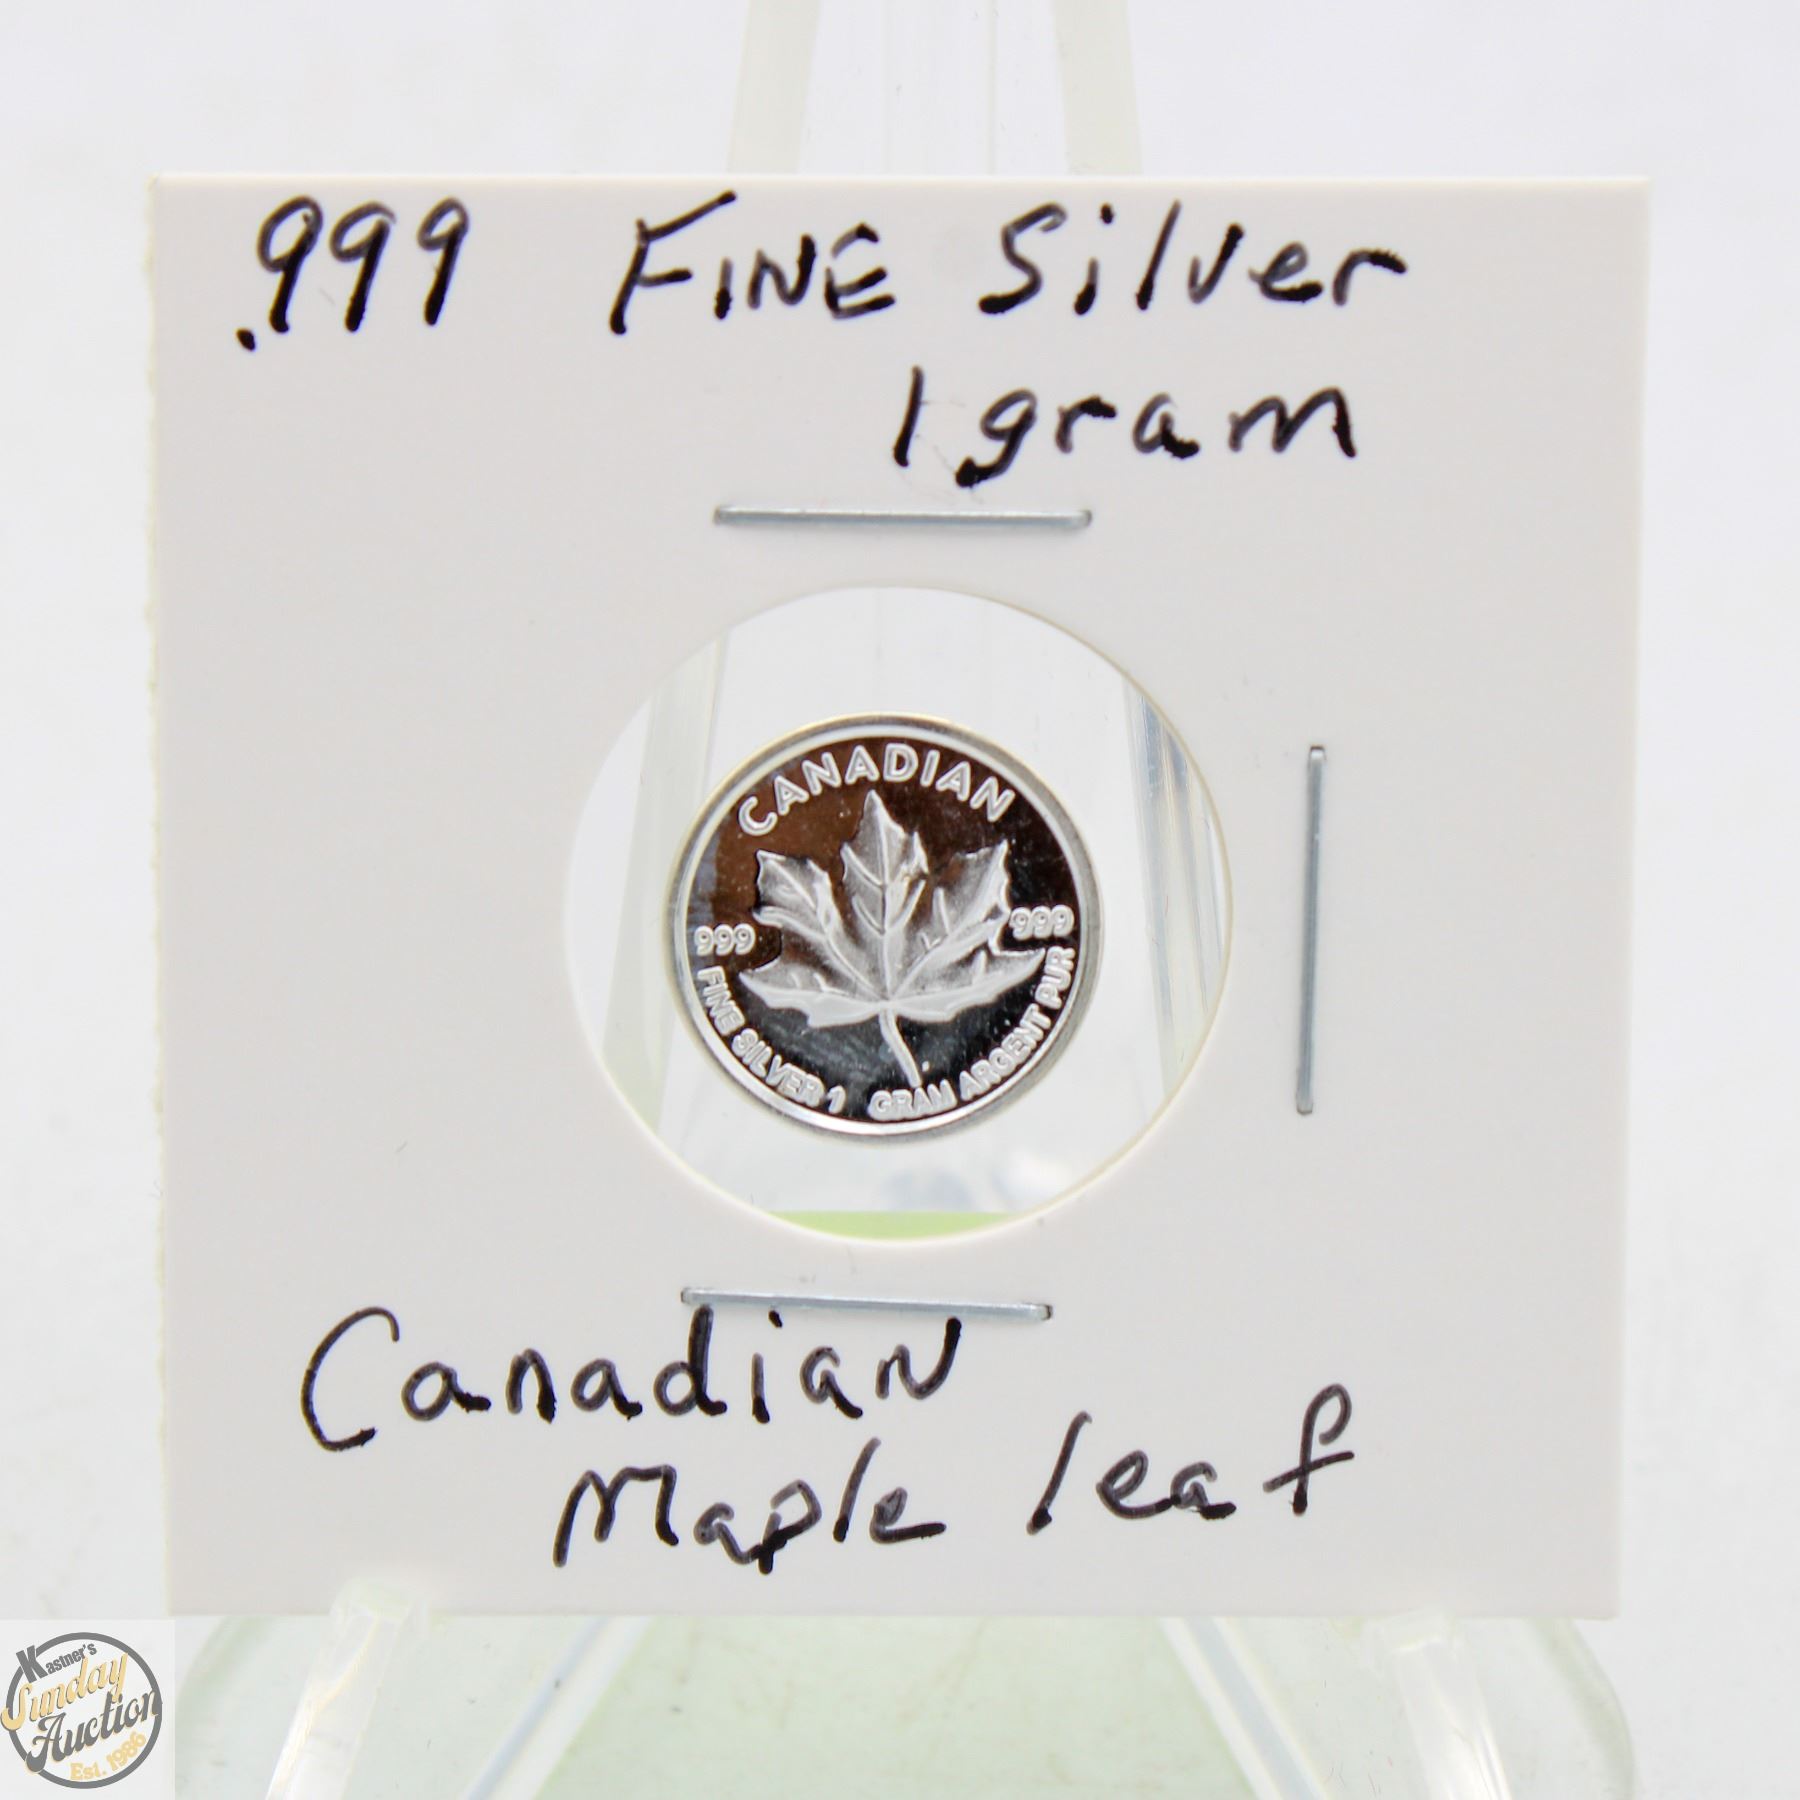 .999 FINE Silver
1 gram
CANADIAN
999 999
FINE SILVER 1 GRAM ARGENT PUR
Canadian
Maple leaf
Kastner's
Sunday
Auction
Est. 1986